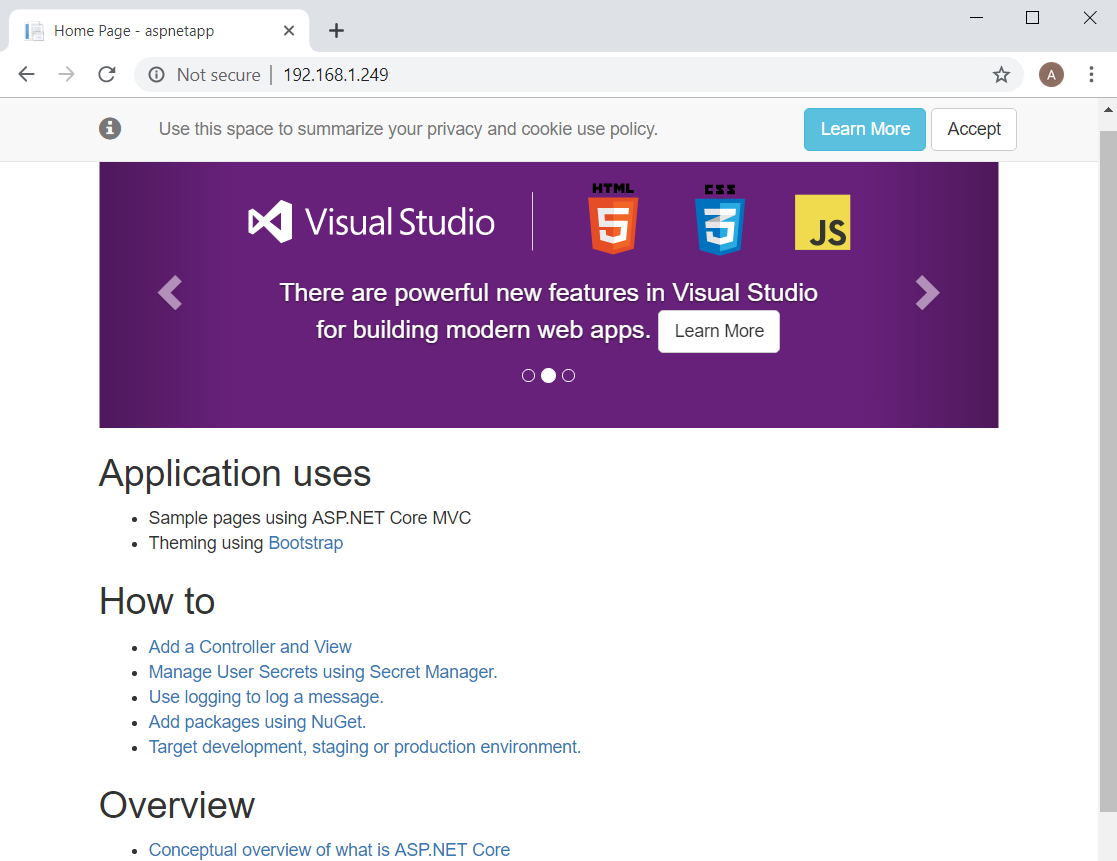 Home Page - aspnetapp
Not secure | 192.168.1.249
A
Use this space to summarize your privacy and cookie use policy.
Learn More
Accept
Visual Studio
HTML
5
CSS
3
JS
There are powerful new features in Visual Studio
for building modern web apps.
Learn More
Application uses
Sample pages using ASP.NET Core MVC
Theming using Bootstrap
How to
Add a Controller and View
Manage User Secrets using Secret Manager.
Use logging to log a message.
Add packages using NuGet.
Target development, staging or production environment.
Overview
Conceptual overview of what is ASP.NET Core